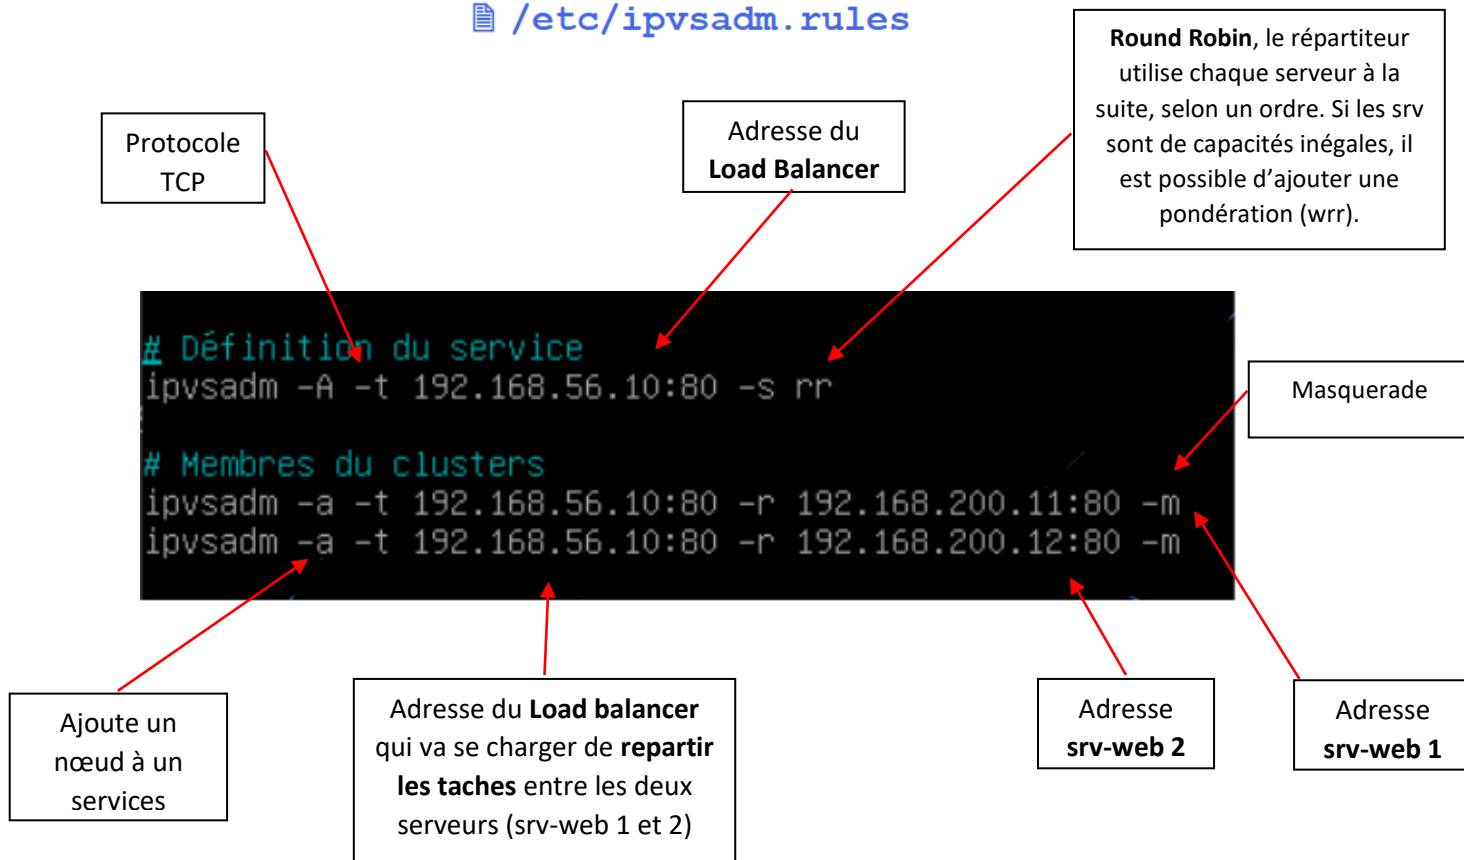 /etc/ipvsadm.rules
Round Robin, le répartiteur
utilise chaque serveur à la
suite, selon un ordre. Si les srv
sont de capacités inégales, il
est possible d’ajouter une
pondération (wrr).
Protocole
TCP
Adresse du
Load Balancer
# Définition du service
ipvsadm -A -t 192.168.56.10:80 -s rr
Masquerade
# Membres du clusters
ipvsadm -a -t 192.168.56.10:80 -r 192.168.200.11:80 -m
ipvsadm -a -t 192.168.56.10:80 -r 192.168.200.12:80 -m
Ajoute un
nœud à un
services
Adresse du Load balancer
qui va se charger de repartir
les taches entre les deux
serveurs (srv-web 1 et 2)
Adresse
srv-web 2
Adresse
srv-web 1